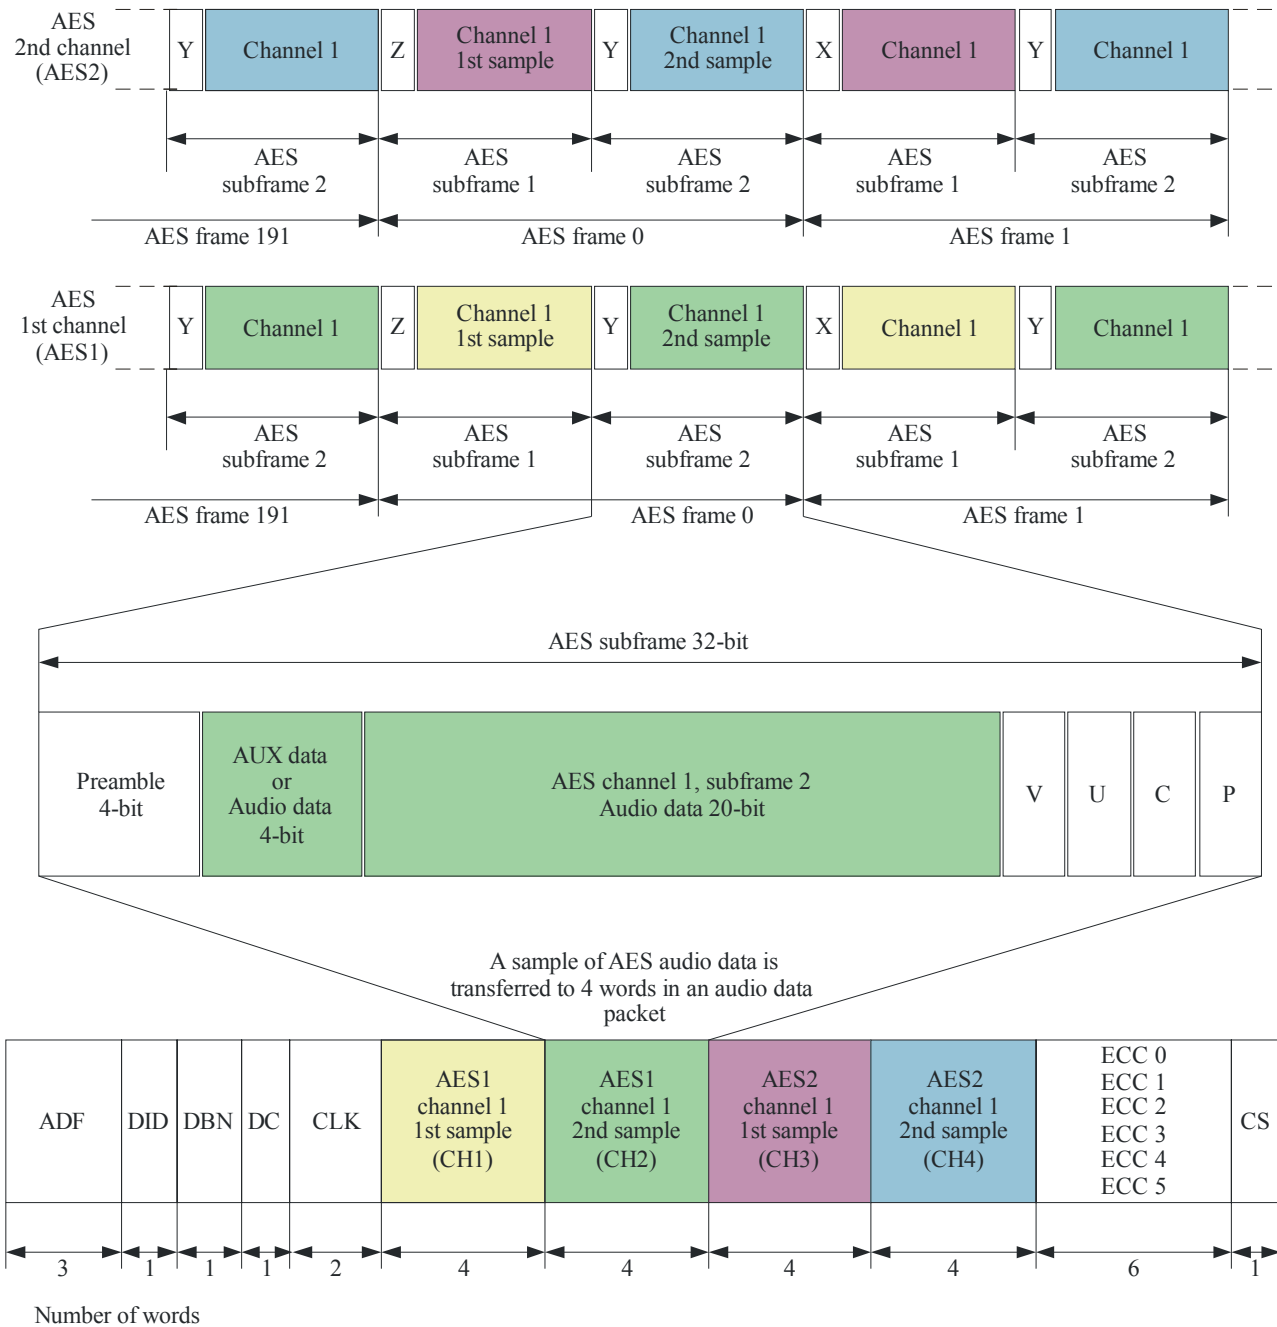 AES
2nd channel
(AES2)
Y
Channel 1
Z
Channel 1
1st sample
Y
Channel 1
2nd sample
X
Channel 1
Y
Channel 1
AES
subframe 2
AES
subframe 1
AES
subframe 2
AES
subframe 1
AES
subframe 2
AES frame 191
AES frame 0
AES frame 1
AES
1st channel
(AES1)
Y
Channel 1
Z
Channel 1
1st sample
Y
Channel 1
2nd sample
X
Channel 1
Y
Channel 1
AES
subframe 2
AES
subframe 1
AES
subframe 2
AES
subframe 1
AES
subframe 2
AES frame 191
AES frame 0
AES frame 1
AES subframe 32-bit
Preamble
4-bit
AUX data
or
Audio data
4-bit
AES channel 1, subframe 2
Audio data 20-bit
V
U
C
P
A sample of AES audio data is
transferred to 4 words in an audio data
packet
ADF
DID
DBN
DC
CLK
AES1
channel 1
1st sample
(CH1)
AES1
channel 1
2nd sample
(CH2)
AES2
channel 1
1st sample
(CH3)
AES2
channel 1
2nd sample
(CH4)
ECC 0
ECC 1
ECC 2
ECC 3
ECC 4
ECC 5
CS
3
1
1
1
2
4
4
4
4
6
1
Number of words